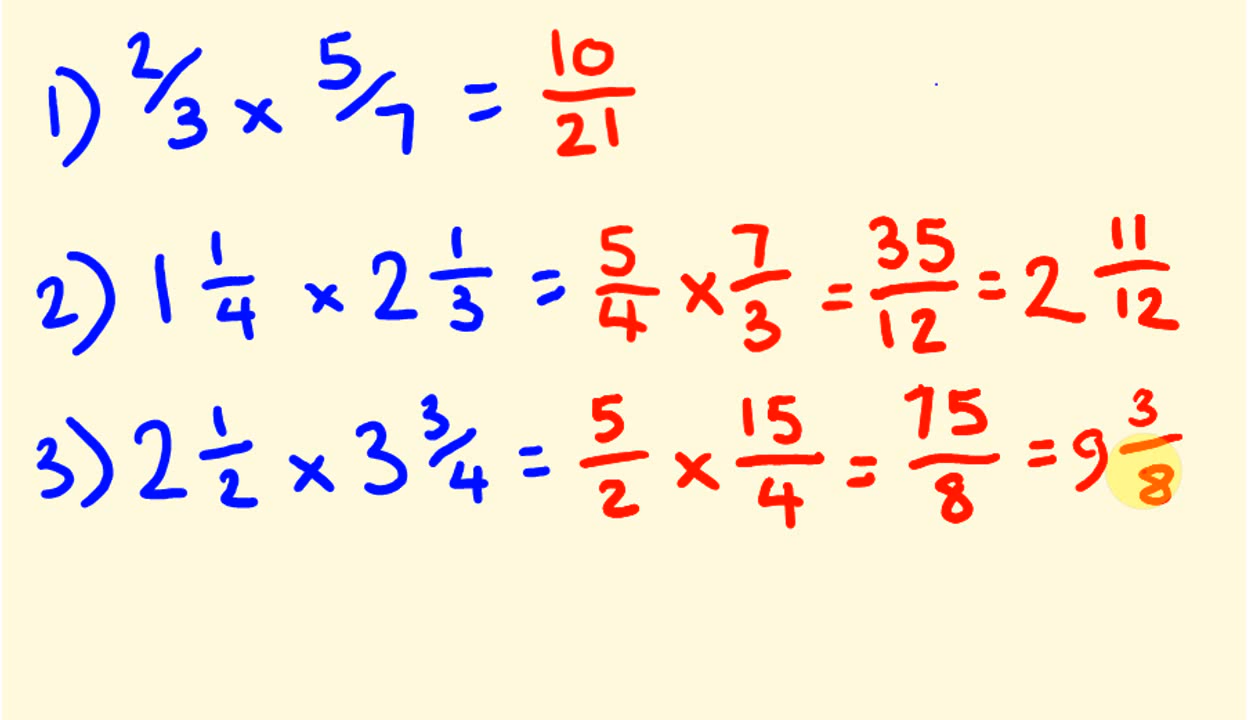 1) 2/3 × 5/7 = 10/21
2) 1 1/4 × 2 1/3 = 5/4 × 7/3 = 35/12 = 2 11/12
3) 2 1/2 × 3 3/4 = 5/2 × 15/4 = 75/8 = 9 3/8